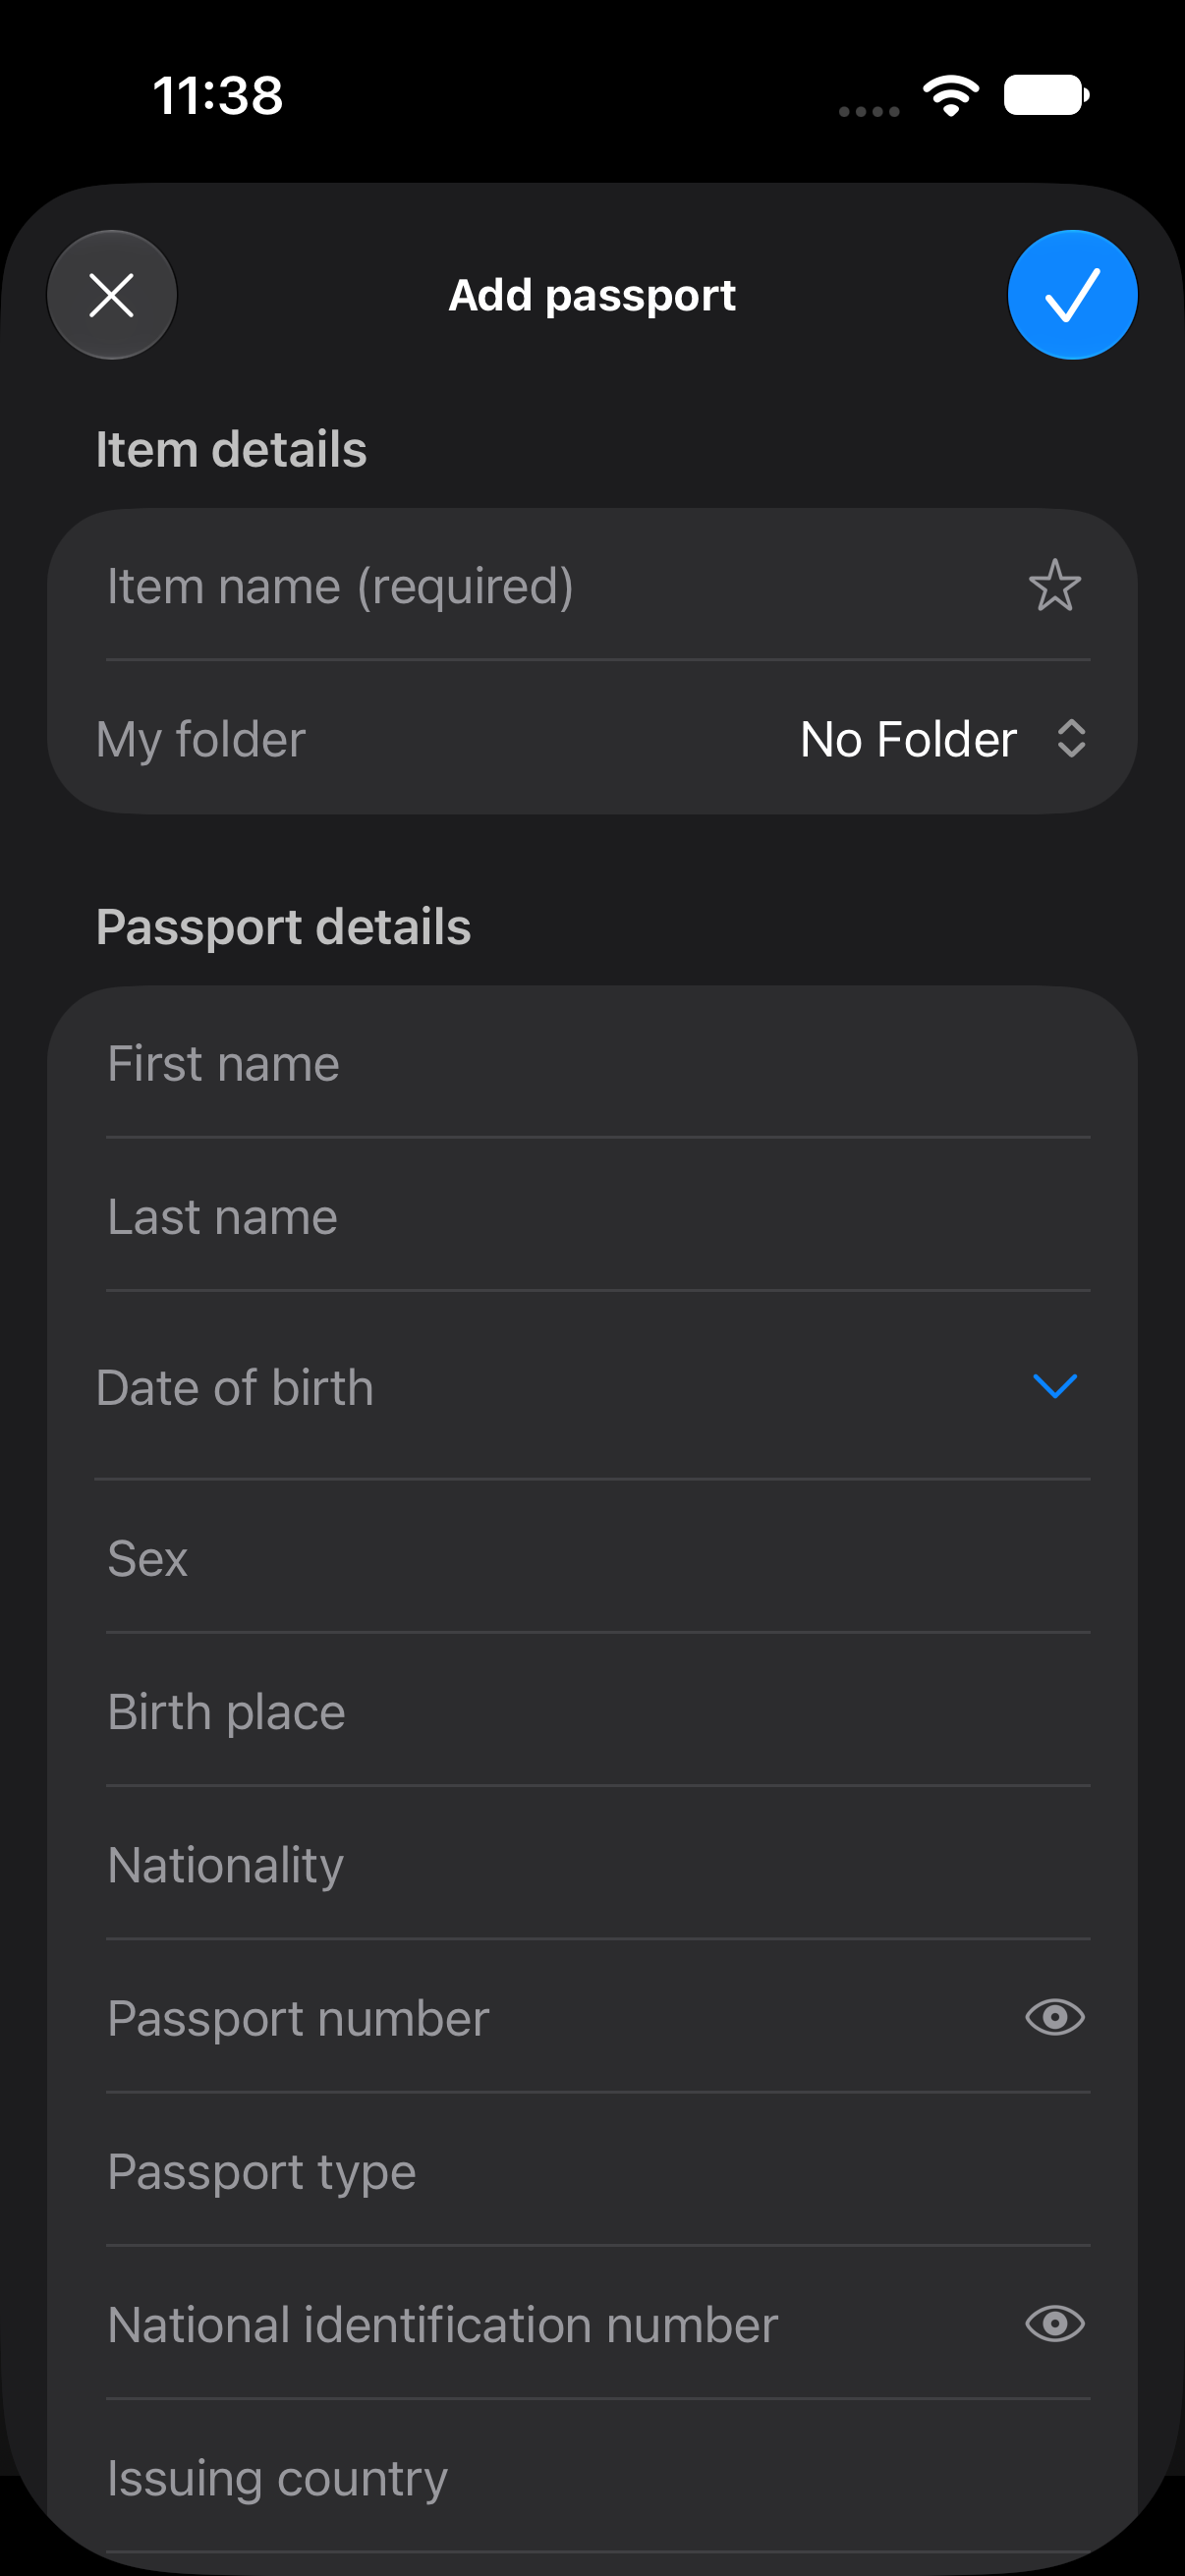 11:38
Add passport
Item details
Item name (required)
My folder No Folder
Passport details
First name
Last name
Date of birth
Sex
Birth place
Nationality
Passport number
Passport type
National identification number
Issuing country